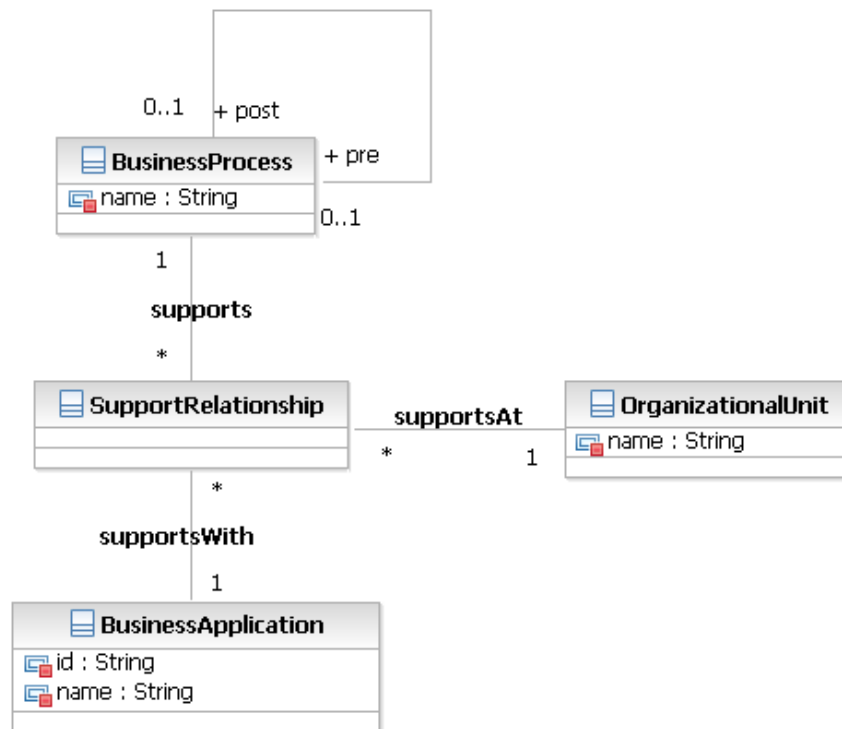 0..1
+ post
BusinessProcess
+ pre
name : String
0..1
1
supports
*
SupportRelationship
supportsAt
OrganizationalUnit
name : String
*
1
*
supportsWith
1
BusinessApplication
id : String
name : String